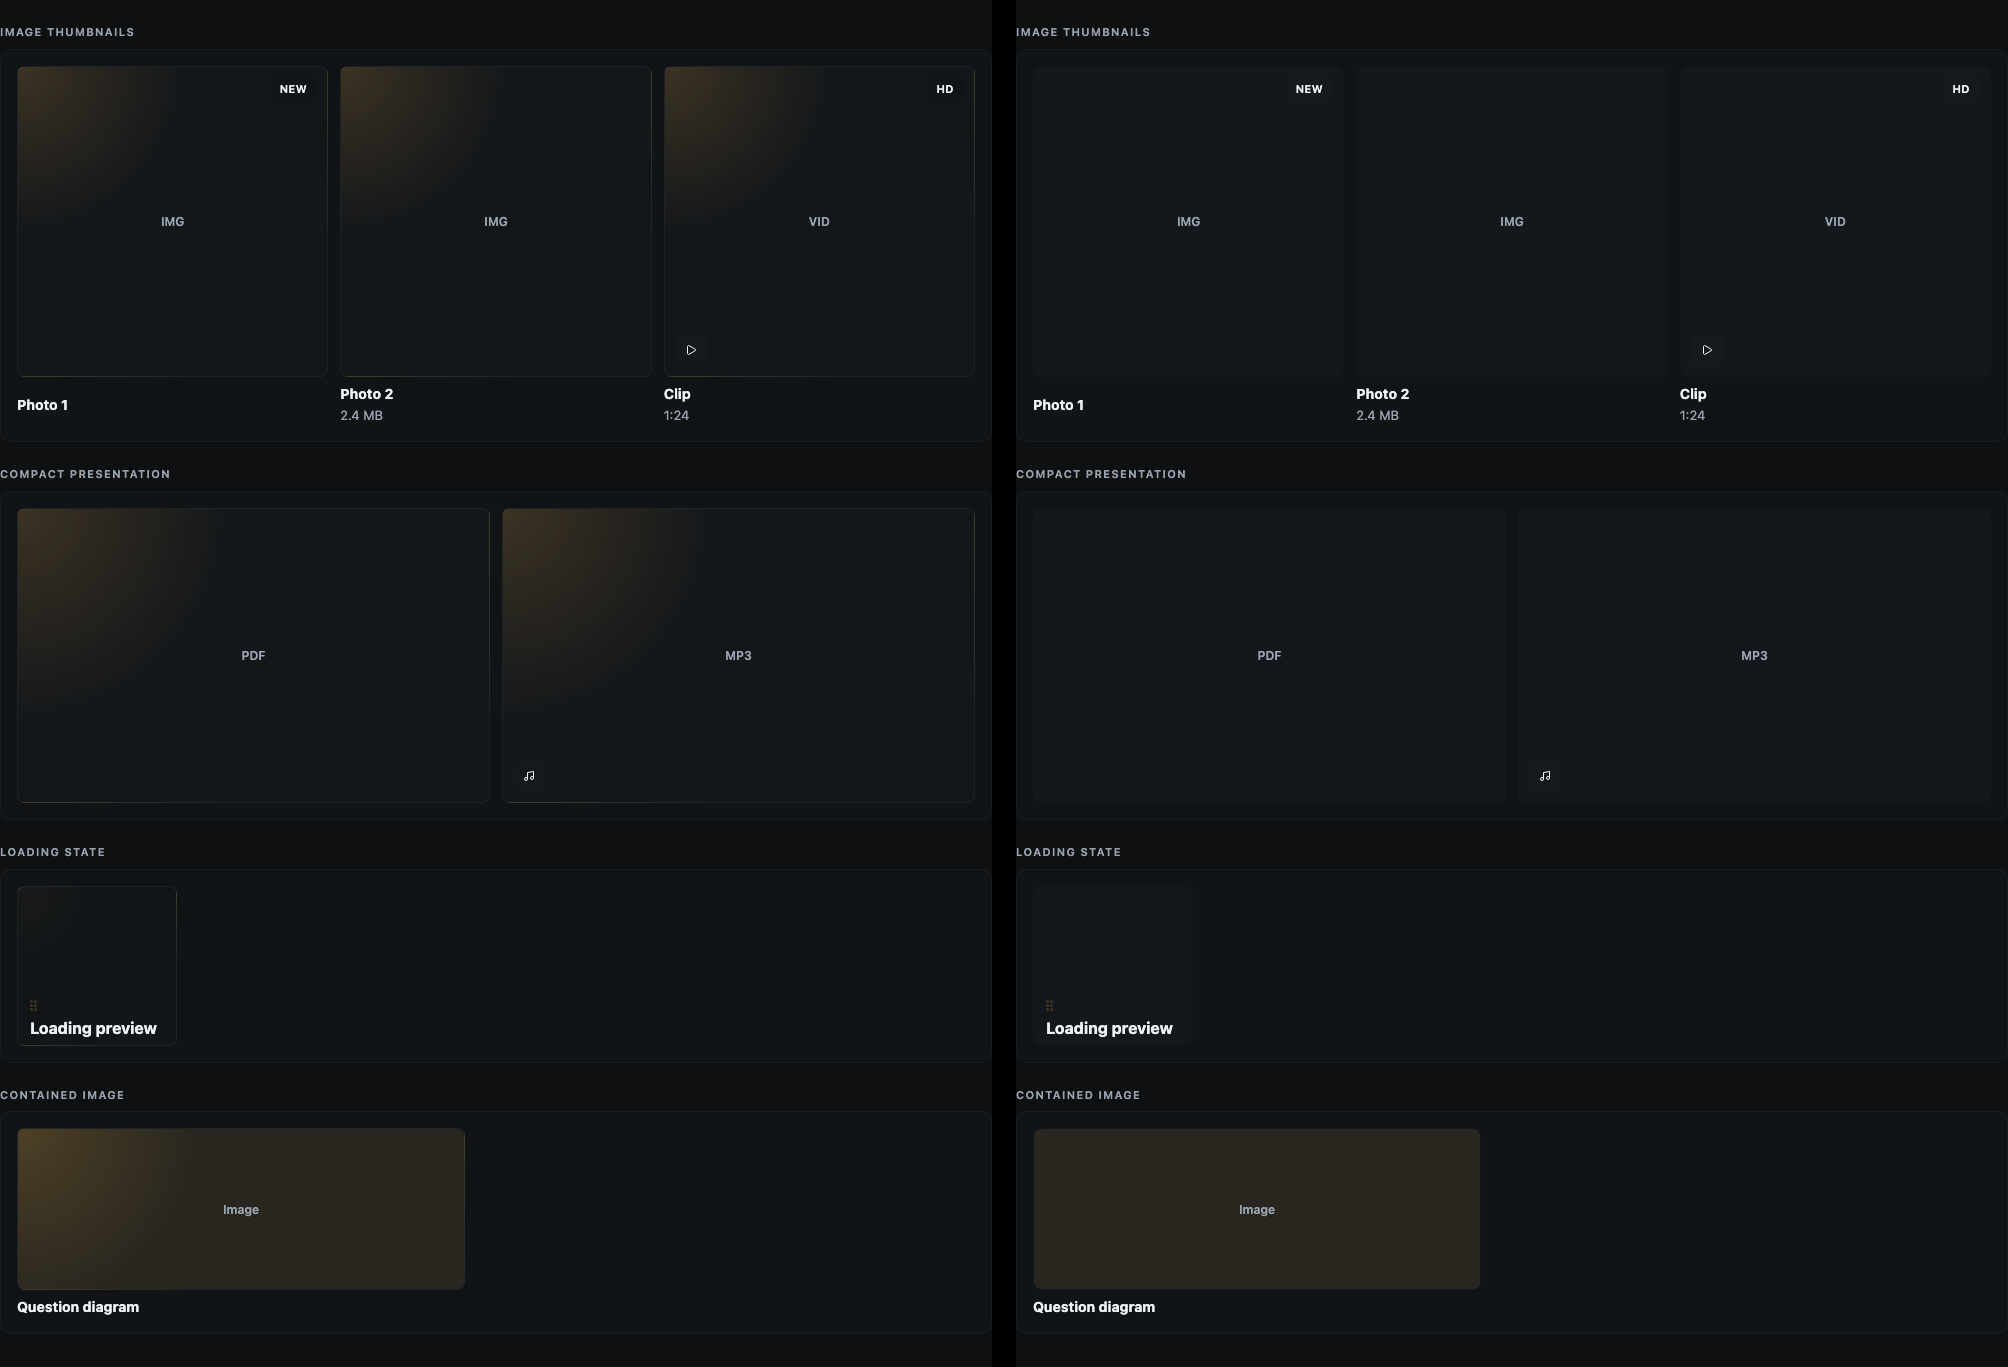 IMAGE THUMBNAILS
NEW
HD
IMG
IMG
VID
Photo 1
Photo 2
2.4 MB
Clip
1:24
COMPACT PRESENTATION
PDF
MP3
LOADING STATE
Loading preview
CONTAINED IMAGE
Image
Question diagram
IMAGE THUMBNAILS
NEW
HD
IMG
IMG
VID
Photo 1
Photo 2
2.4 MB
Clip
1:24
COMPACT PRESENTATION
PDF
MP3
LOADING STATE
Loading preview
CONTAINED IMAGE
Image
Question diagram